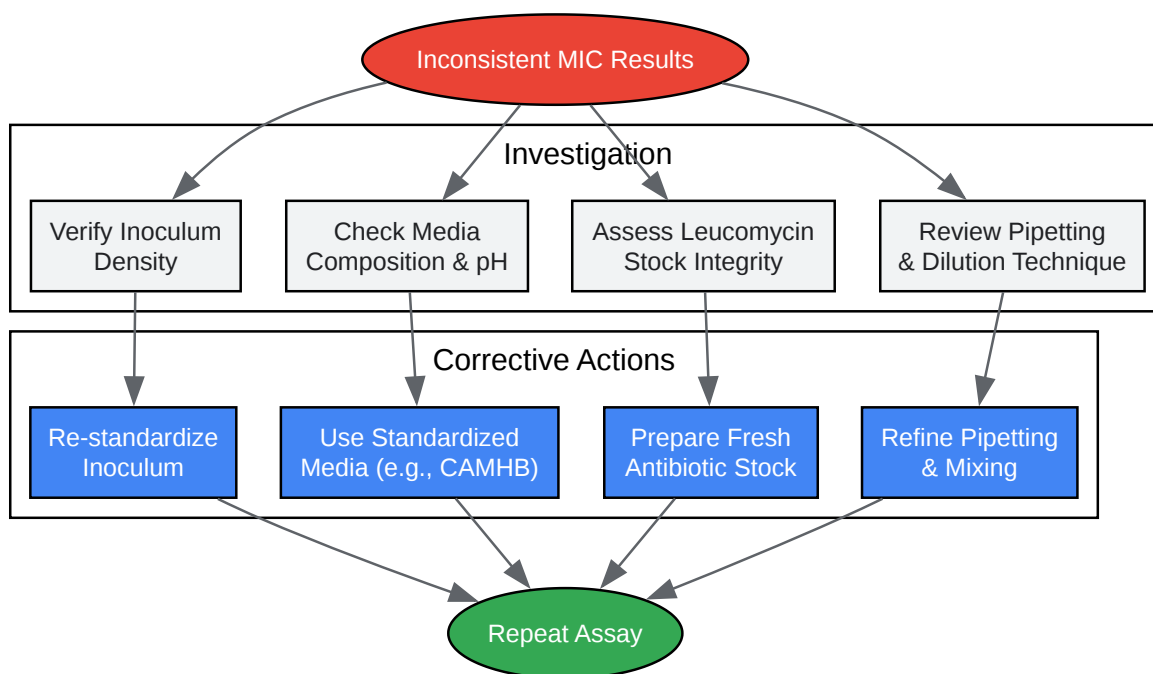 Inconsistent MIC Results
Investigation
Verify Inoculum
Density
Check Media
Composition & pH
Assess Leucomycin
Stock Integrity
Review Pipetting
& Dilution Technique
Corrective Actions
Re-standardize
Inoculum
Use Standardized
Media (e.g., CAMHB)
Prepare Fresh
Antibiotic Stock
Refine Pipetting
& Mixing
Repeat Assay